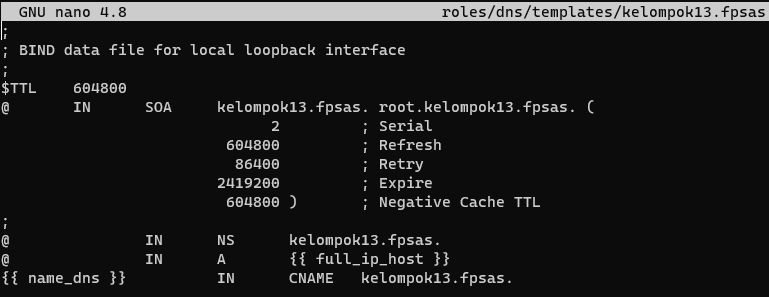 GNU nano 4.8 roles/dns/templates/kelompok13.fpsas
;
; BIND data file for local loopback interface
;
$TTL 604800
@ IN SOA kelompok13.fpsas. root.kelompok13.fpsas. (
2 ; Serial
604800 ; Refresh
86400 ; Retry
2419200 ; Expire
604800 ) ; Negative Cache TTL
;
@ IN NS kelompok13.fpsas.
@ IN A {{ full_ip_host }}
{{ name_dns }} IN CNAME kelompok13.fpsas.